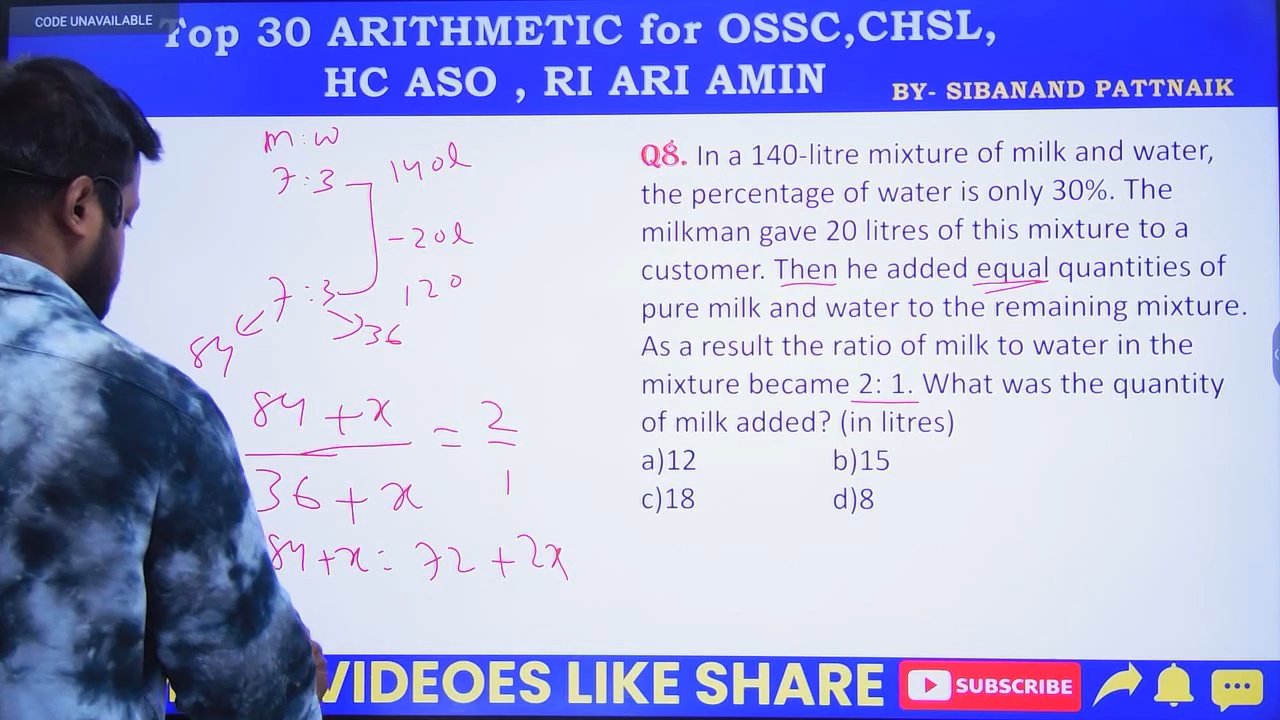 CODE UNAVAILABLE
Top 30 ARITHMETIC for OSSC,CHSL,
HC ASO , RI ARI AMIN
BY- SIBANAND PATTNAIK
m:w
7:3 140l
-20l
7:3 120
84 36
84+x = 2
36+x 1
84+x= 72+2x
Q8. In a 140-litre mixture of milk and water,
the percentage of water is only 30%. The
milkman gave 20 litres of this mixture to a
customer. Then he added equal quantities of
pure milk and water to the remaining mixture.
As a result the ratio of milk to water in the
mixture became 2: 1. What was the quantity
of milk added? (in litres)
a)12 b)15
c)18 d)8
VIDEOES LIKE SHARE
SUBSCRIBE